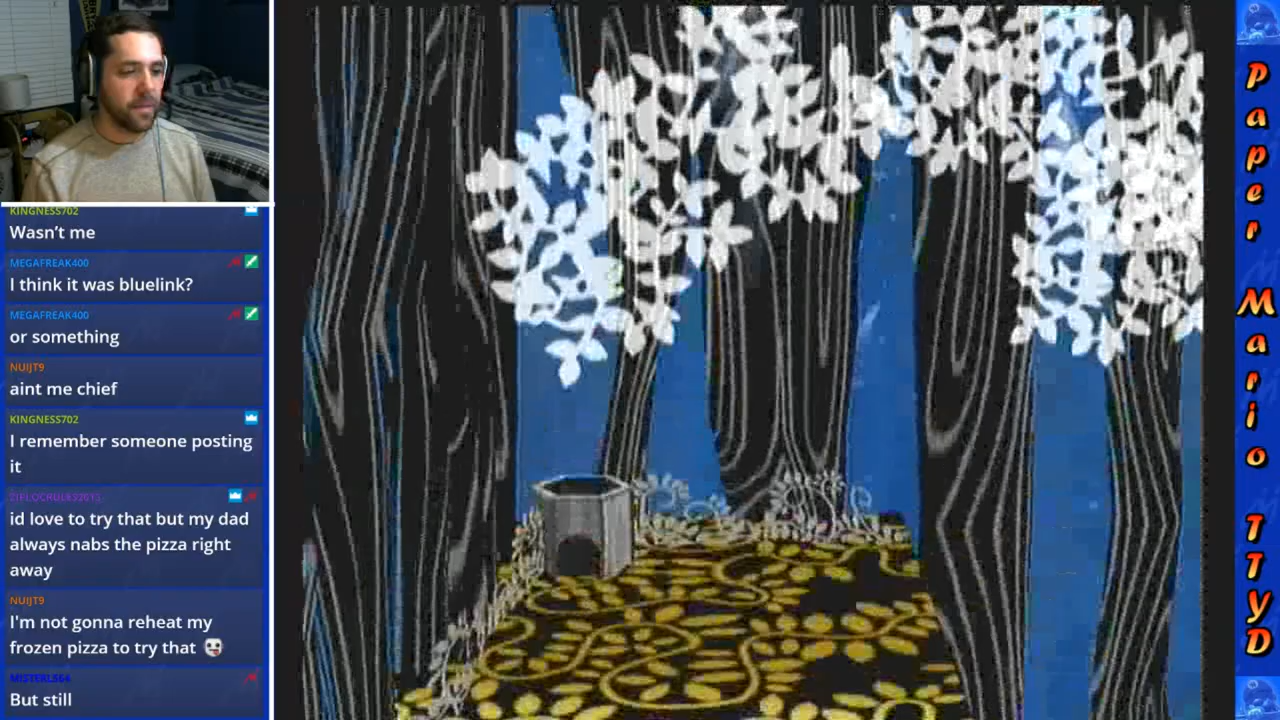 KINGNESS702
Wasn't me
MEGAFREAK400
I think it was bluelink?
MEGAFREAK400
or something
NUIJT9
aint me chief
KINGNESS702
I remember someone posting
it
ZIPLOCRULES2013
id love to try that but my dad
always nabs the pizza right
away
NUIJT9
I'm not gonna reheat my
frozen pizza to try that
MISTERLS64
But still
Paper Mario TTYD